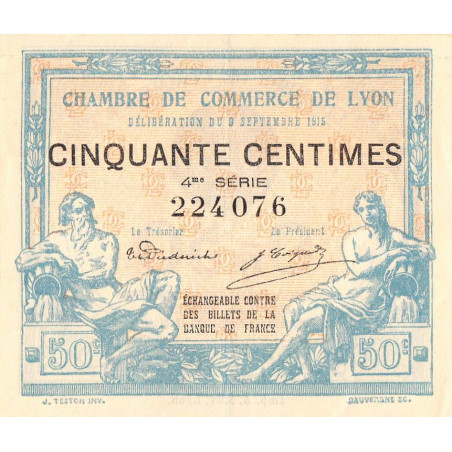 CHAMBRE DE COMMERCE DE LYON
DÉLIBÉRATION DU 9 SEPTEMBRE 1915
CINQUANTE CENTIMES
4me SÉRIE
224076
Le Trésorier Le Président
ÉCHANGEABLE CONTRE
DES BILLETS DE LA
BANQUE DE FRANCE
50c 50c
J. TESTON INV. DAUVERGNE SC.